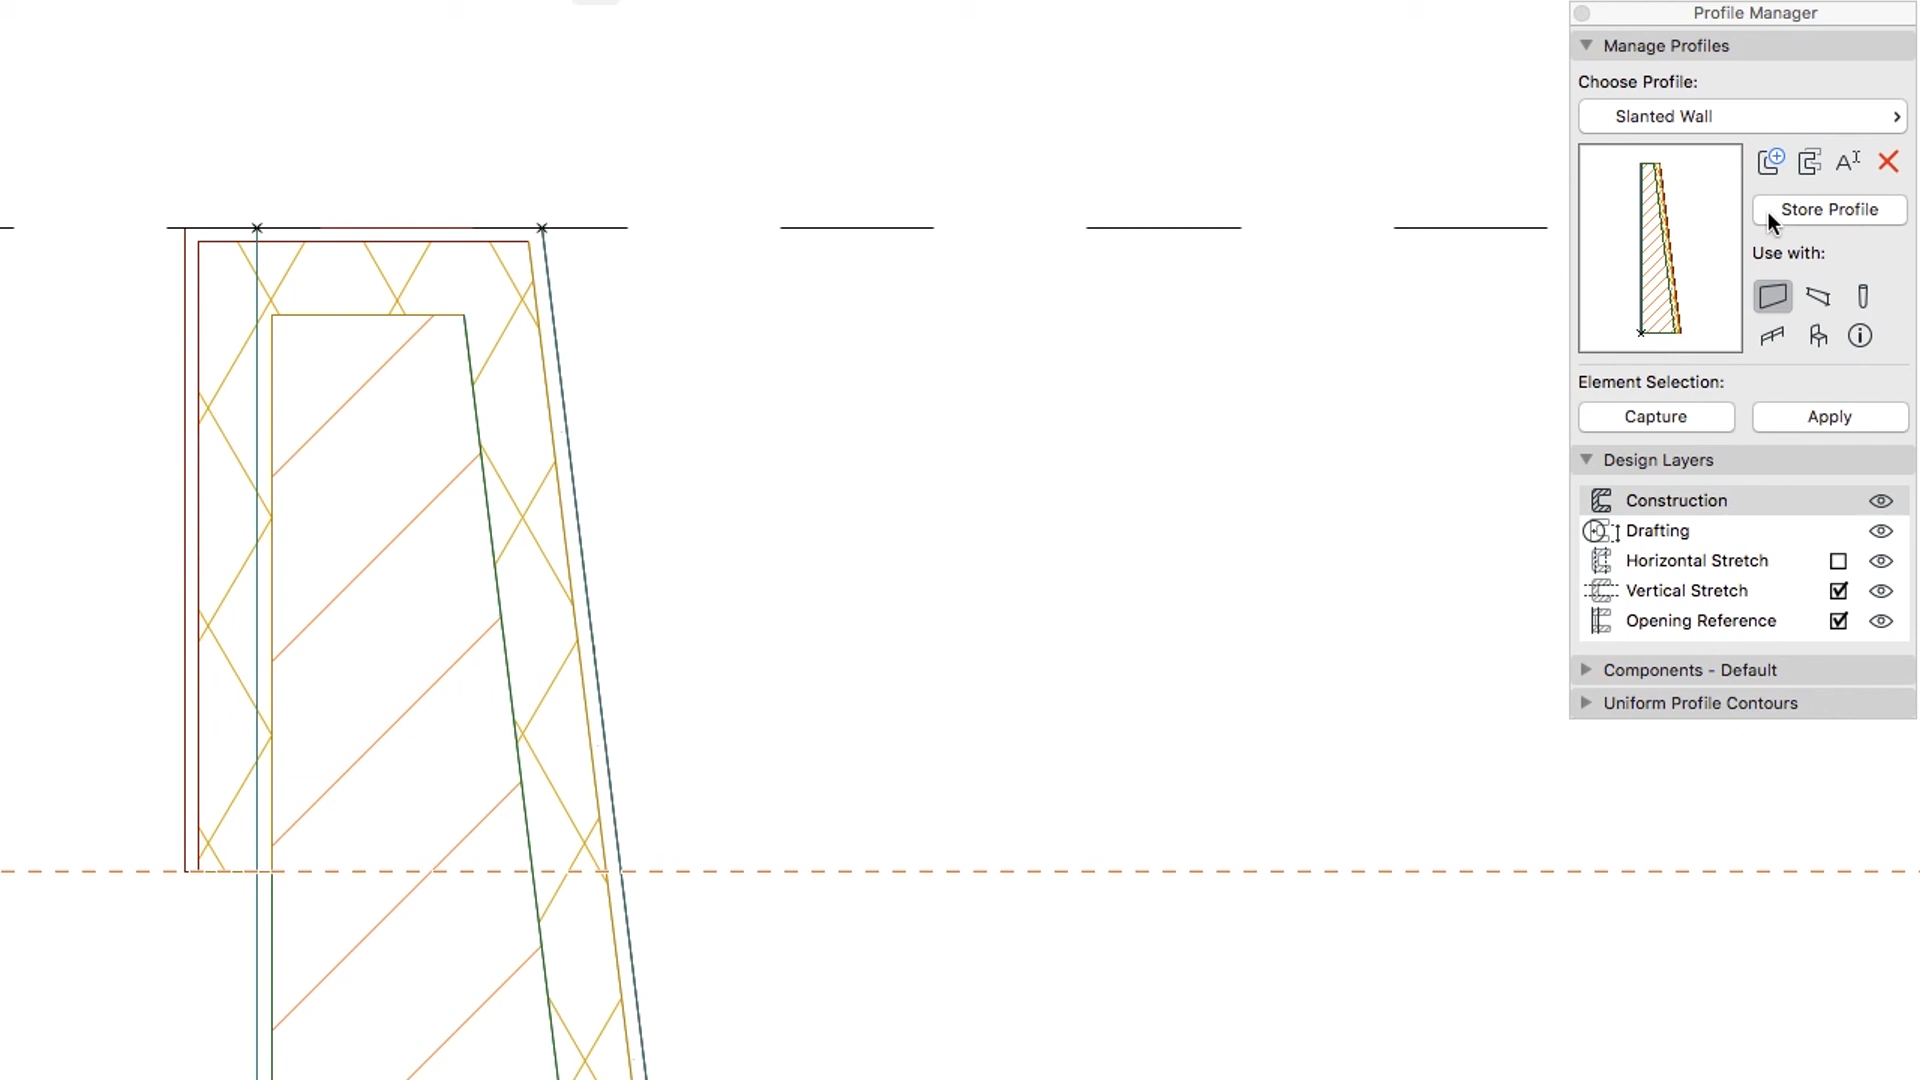 Profile Manager
Manage Profiles
Choose Profile:
Slanted Wall
Store Profile
Use with:
Element Selection:
Capture
Apply
Design Layers
Construction
Drafting
Horizontal Stretch
Vertical Stretch
Opening Reference
Components - Default
Uniform Profile Contours